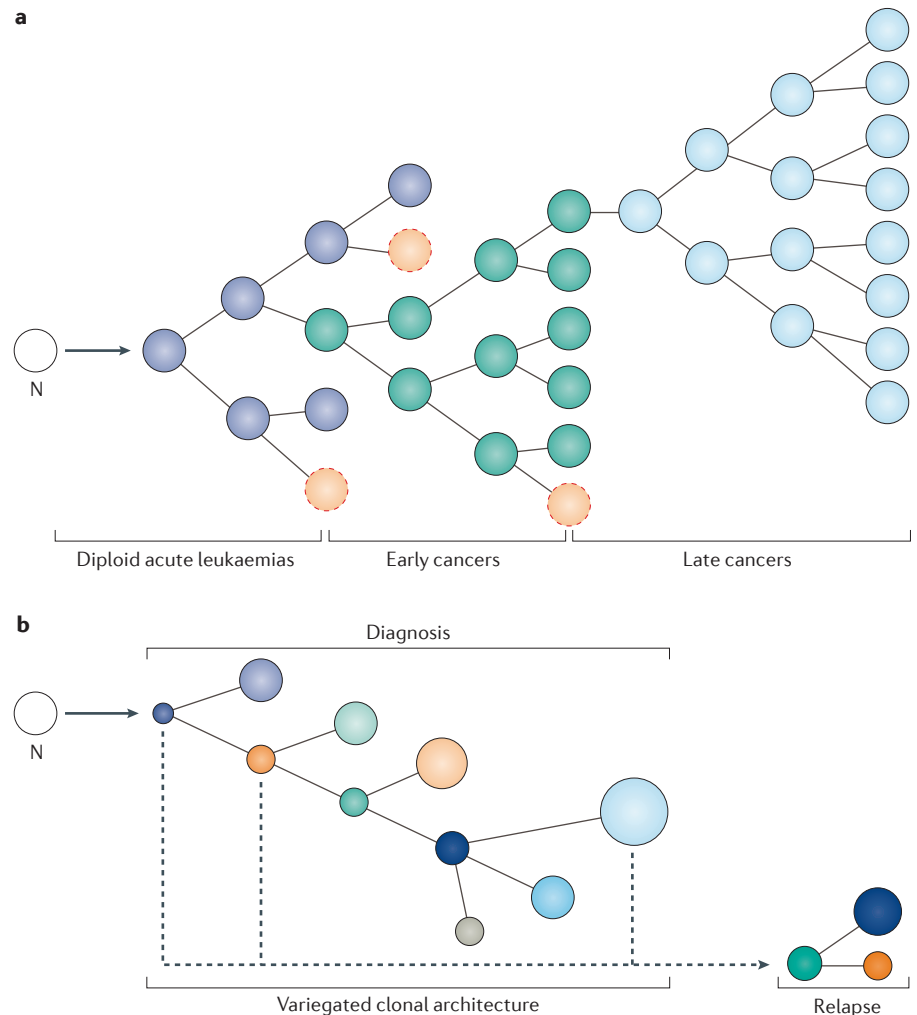 a
N
Diploid acute leukaemias
Early cancers
Late cancers
b
Diagnosis
N
Variegated clonal architecture
Relapse